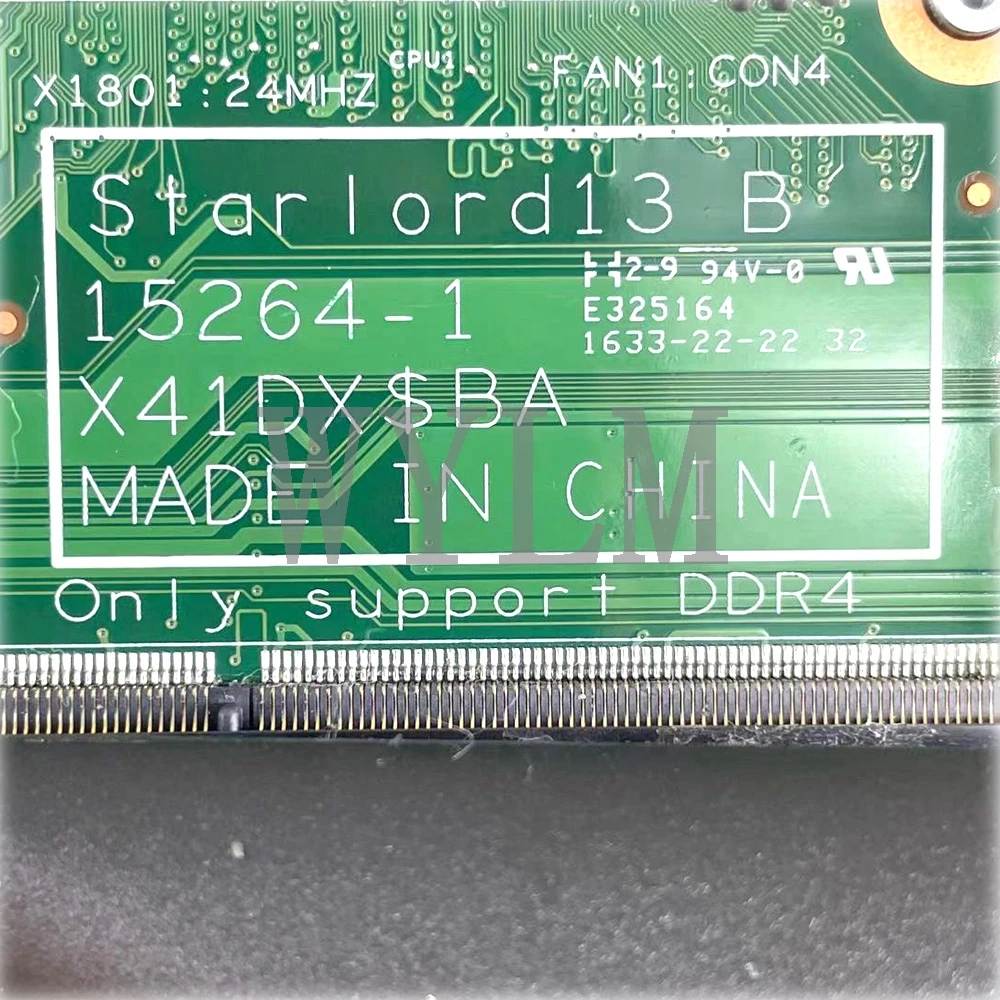 CPU1
X1801:24MHZ
FAN1:CON4
Starlord13 B
15264-1
2-9 94V-0
E325164
1633-22-22 32
X41DX$BA
MADE IN CHINA
WYLM
Only support DDR4